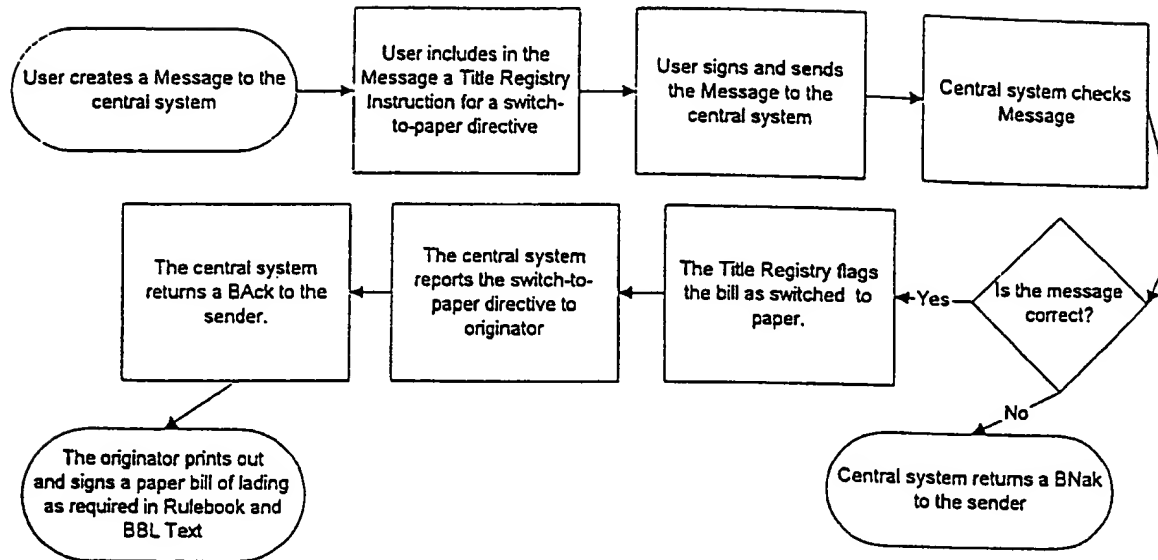 User creates a Message to the
central system
User includes in the
Message a Title Registry
Instruction for a switch-
to-paper directive
User signs and sends
the Message to the
central system
Central system checks
Message
Is the message
correct?
Yes
No
The Title Registry flags
the bill as switched to
paper.
The central system
reports the switch-to-
paper directive to
originator
The central system
returns a BAck to the
sender.
The originator prints out
and signs a paper bill of lading
as required in Rulebook and
BBL Text
Central system returns a BNak
to the sender